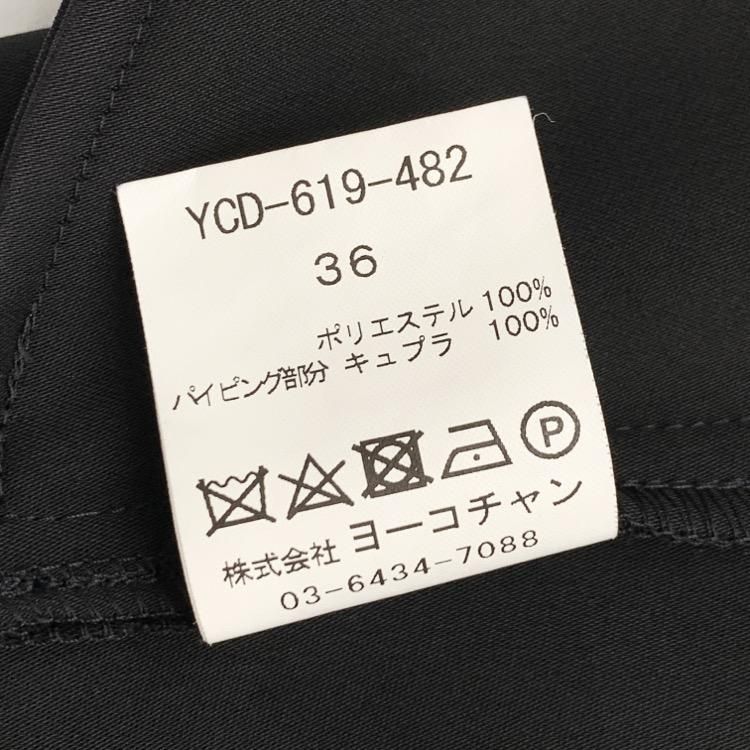 YCD-619-482
36
ポリエステル 100%
パイピング部分 キュプラ 100%
P
株式会社 ヨーコチャン
03-6434-7088